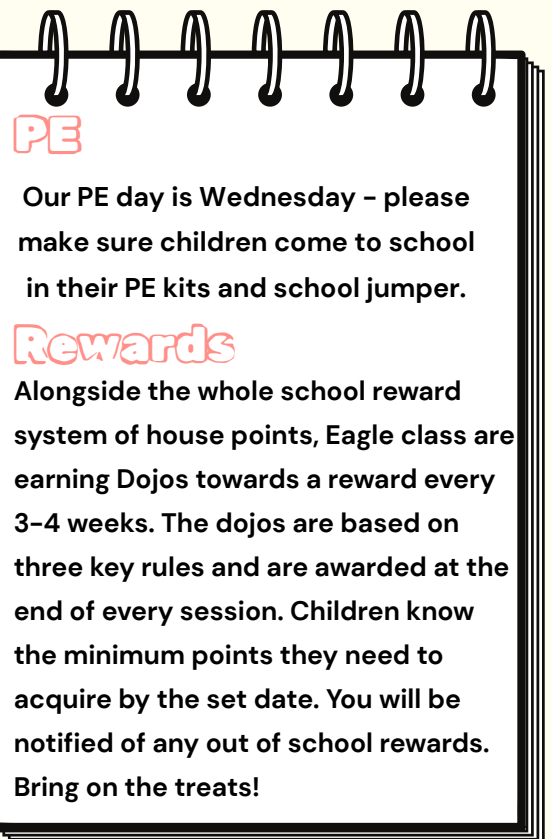 PE
Our PE day is Wednesday – please
make sure children come to school
in their PE kits and school jumper.
Rewards
Alongside the whole school reward
system of house points, Eagle class are
earning Dojos towards a reward every
3-4 weeks. The dojos are based on
three key rules and are awarded at the
end of every session. Children know
the minimum points they need to
acquire by the set date. You will be
notified of any out of school rewards.
Bring on the treats!